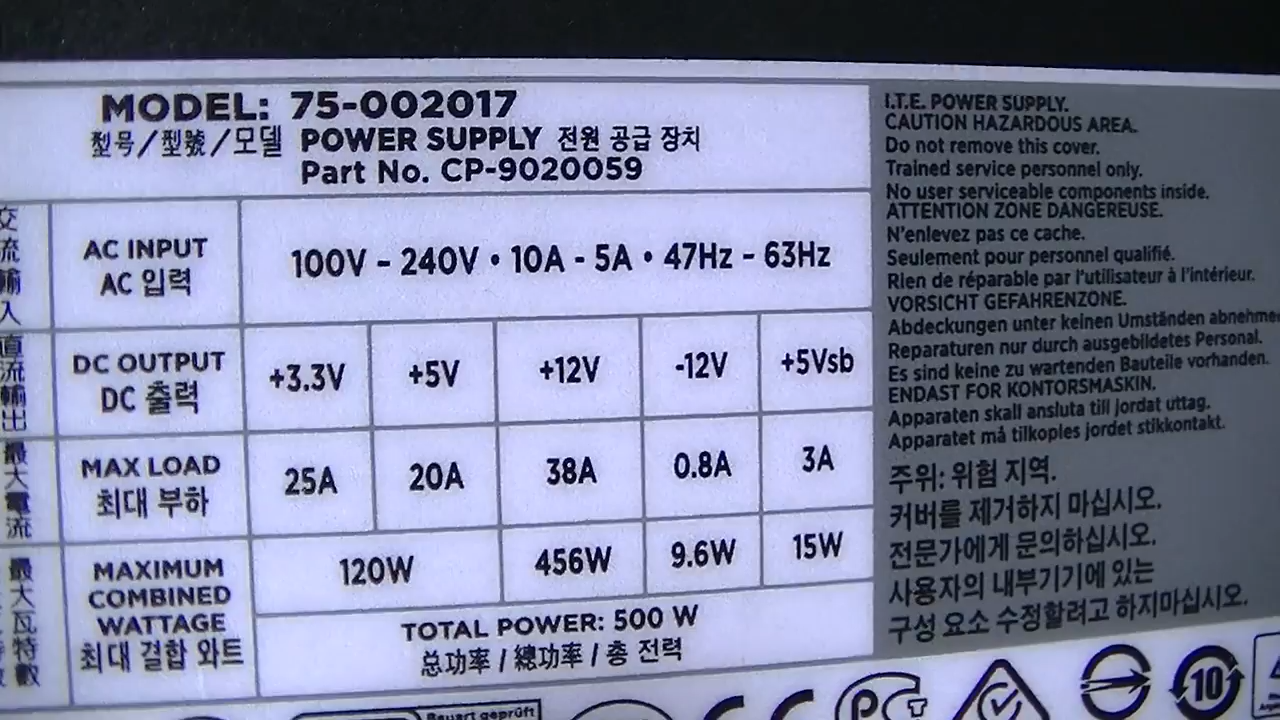 MODEL: 75-002017
型号/型號/모델 POWER SUPPLY 전원 공급 장치
Part No. CP-9020059
交流輸入
AC INPUT
AC 입력
100V - 240V • 10A - 5A • 47Hz - 63Hz
直流輸出
DC OUTPUT
DC 출력
+3.3V +5V +12V -12V +5Vsb
最大電流
MAX LOAD
최대 부하
25A 20A 38A 0.8A 3A
最大瓦特數
MAXIMUM
COMBINED
WATTAGE
최대 결합 와트
120W 456W 9.6W 15W
TOTAL POWER: 500 W
总功率 / 總功率 / 총 전력
I.T.E. POWER SUPPLY.
CAUTION HAZARDOUS AREA.
Do not remove this cover.
Trained service personnel only.
No user serviceable components inside.
ATTENTION ZONE DANGEREUSE.
N'enlevez pas ce cache.
Seulement pour personnel qualifié.
Rien de réparable par l'utilisateur à l'intérieur.
VORSICHT GEFAHRENZONE.
Abdeckungen unter keinen Umständen abnehme
Reparaturen nur durch ausgebildetes Personal.
Es sind keine zu wartenden Bauteile vorhanden.
ENDAST FOR KONTORSMASKIN.
Apparaten skall ansluta till jordat uttag.
Apparatet må tilkoples jordet stikkontakt.
주위: 위험 지역.
커버를 제거하지 마십시오.
전문가에게 문의하십시오.
사용자의 내부기기에 있는
구성 요소 수정할려고 하지마십시오.
Bauart geprüft
10